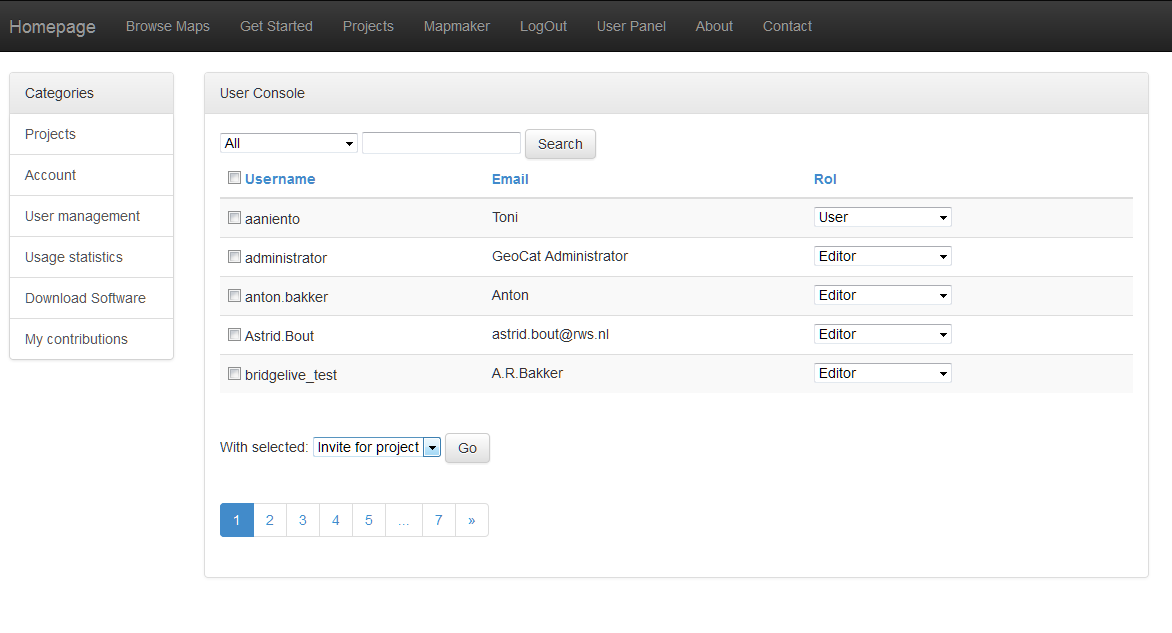 Homepage Browse Maps Get Started Projects Mapmaker LogOut User Panel About Contact
Categories
Projects
Account
User management
Usage statistics
Download Software
My contributions
User Console
All Search
Username Email Rol
aaniento Toni User
administrator GeoCat Administrator Editor
anton.bakker Anton Editor
Astrid.Bout astrid.bout@rws.nl Editor
bridgelive_test A.R.Bakker Editor
With selected: Invite for project Go
1 2 3 4 5 ... 7 »